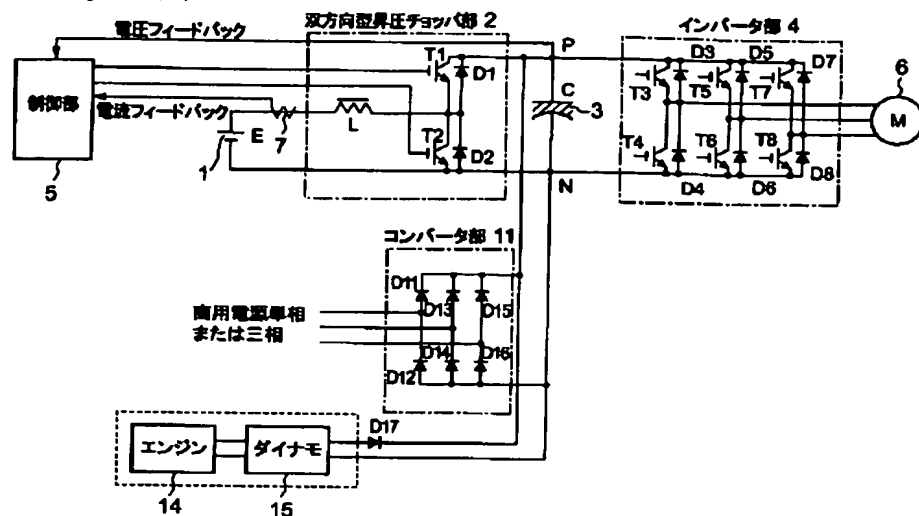 双方向型昇圧チョッパ部 2
インバータ部 4
電圧フィードバック
P
T1
D1
D3
D5
D7
T3
T5
T7
6
制御部
電流フィードバック
E
7
L
C
3
M
T2
D2
T4
T6
T8
1
5
N
D4
D6
D8
コンバータ部 11
D11
D13
D15
商用電源単相
または三相
D14
D16
D12
D17
エンジン
ダイナモ
14
15